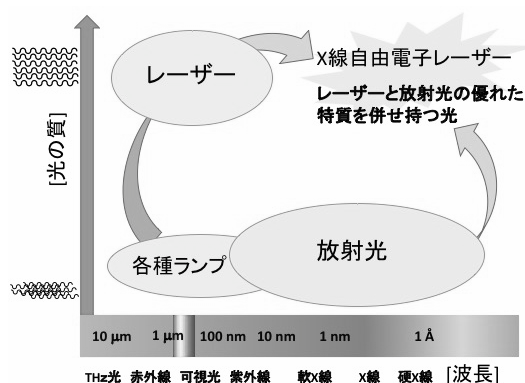 レーザー
X線自由電子レーザー
レーザーと放射光の優れた
特質を併せ持つ光
[光の質]
各種ランプ
放射光
10 μm 1 μm 100 nm 10 nm 1 nm 1 Å
THz光 赤外線 可視光 紫外線 軟X線 X線 硬X線 [波長]